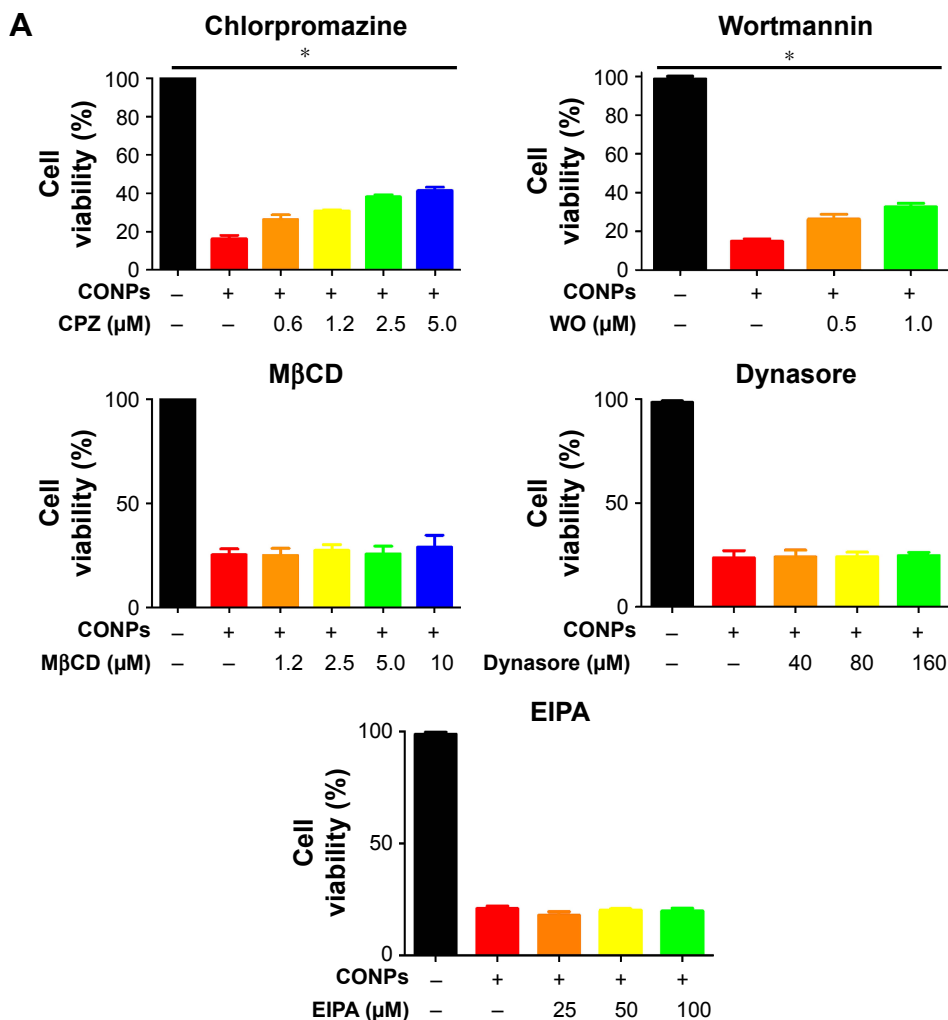 A
Chlorpromazine
*
Cell
viability (%)
100
80
60
40
20
0
CONPs – + + + + +
CPZ (µM) – – 0.6 1.2 2.5 5.0
Wortmannin
*
Cell
viability (%)
100
80
60
40
20
0
CONPs – + + +
WO (µM) – – 0.5 1.0
MβCD
Cell
viability (%)
100
50
0
CONPs – + + + + +
MβCD (µM) – – 1.2 2.5 5.0 10
Dynasore
Cell
viability (%)
100
50
0
CONPs – + + + +
Dynasore (µM) – – 40 80 160
EIPA
Cell
viability (%)
100
50
0
CONPs – + + + +
EIPA (µM) – – 25 50 100